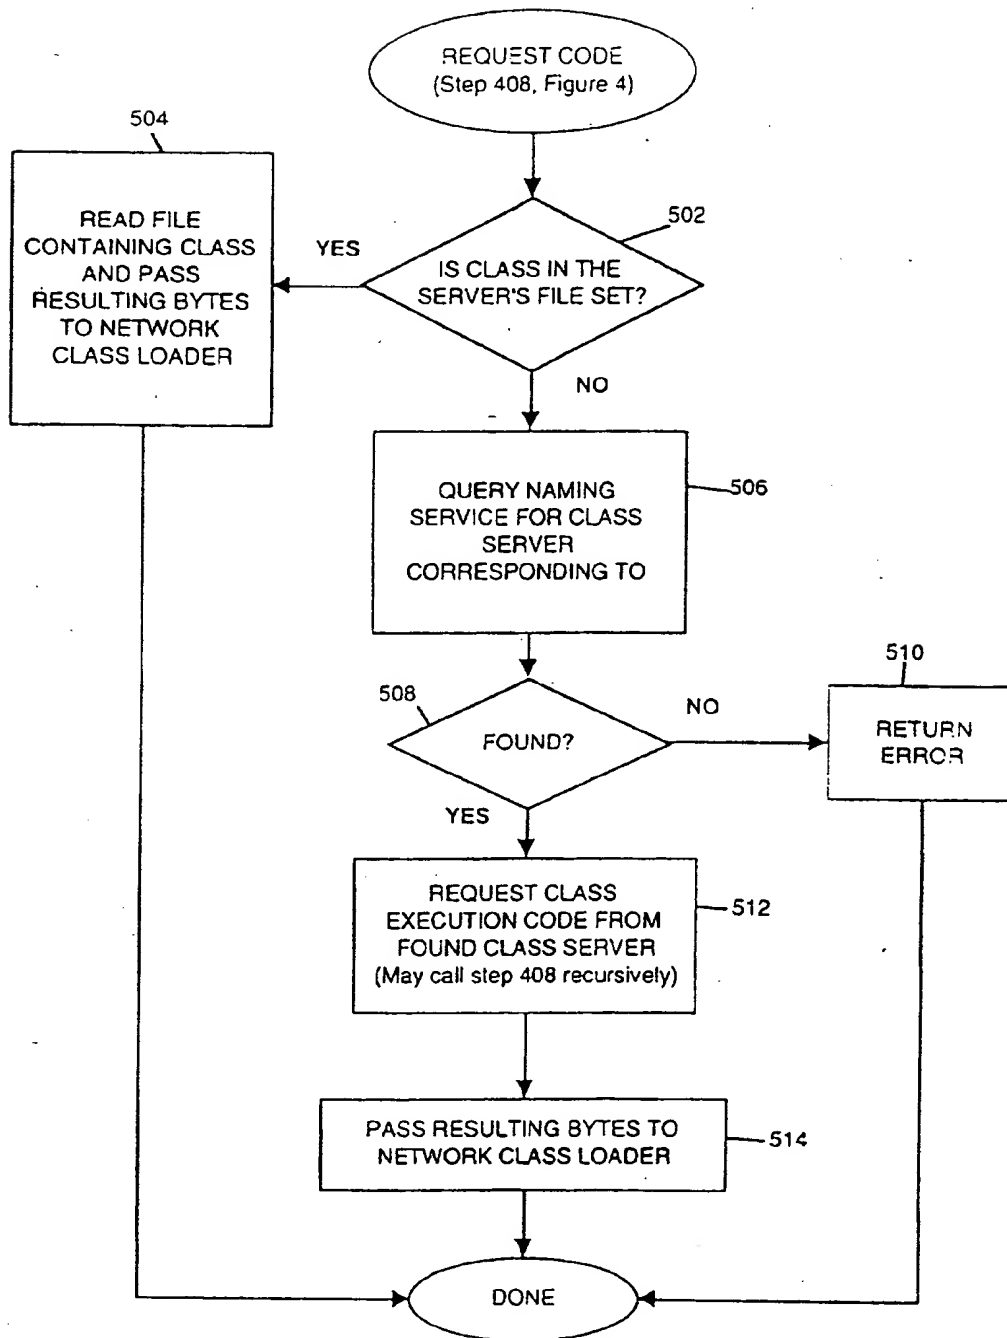 REQUEST CODE
(Step 408, Figure 4)
504
READ FILE
CONTAINING CLASS
AND PASS
RESULTING BYTES
TO NETWORK
CLASS LOADER
YES
502
IS CLASS IN THE
SERVER'S FILE SET?
NO
QUERY NAMING
SERVICE FOR CLASS
SERVER
CORRESPONDING TO
506
508
FOUND?
NO
510
RETURN
ERROR
YES
REQUEST CLASS
EXECUTION CODE FROM
FOUND CLASS SERVER
(May call step 408 recursively)
512
PASS RESULTING BYTES TO
NETWORK CLASS LOADER
514
DONE